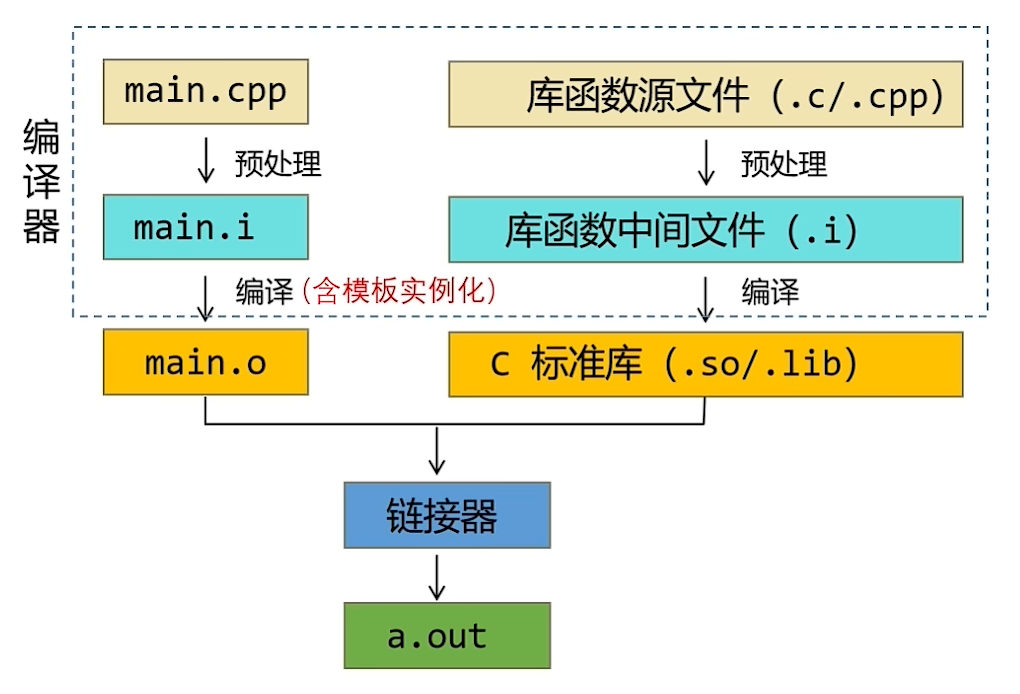 编译器
main.cpp
库函数源文件（.c/.cpp）
预处理
预处理
main.i
库函数中间文件（.i）
编译（含模板实例化）
编译
main.o
C 标准库（.so/.lib）
链接器
a.out